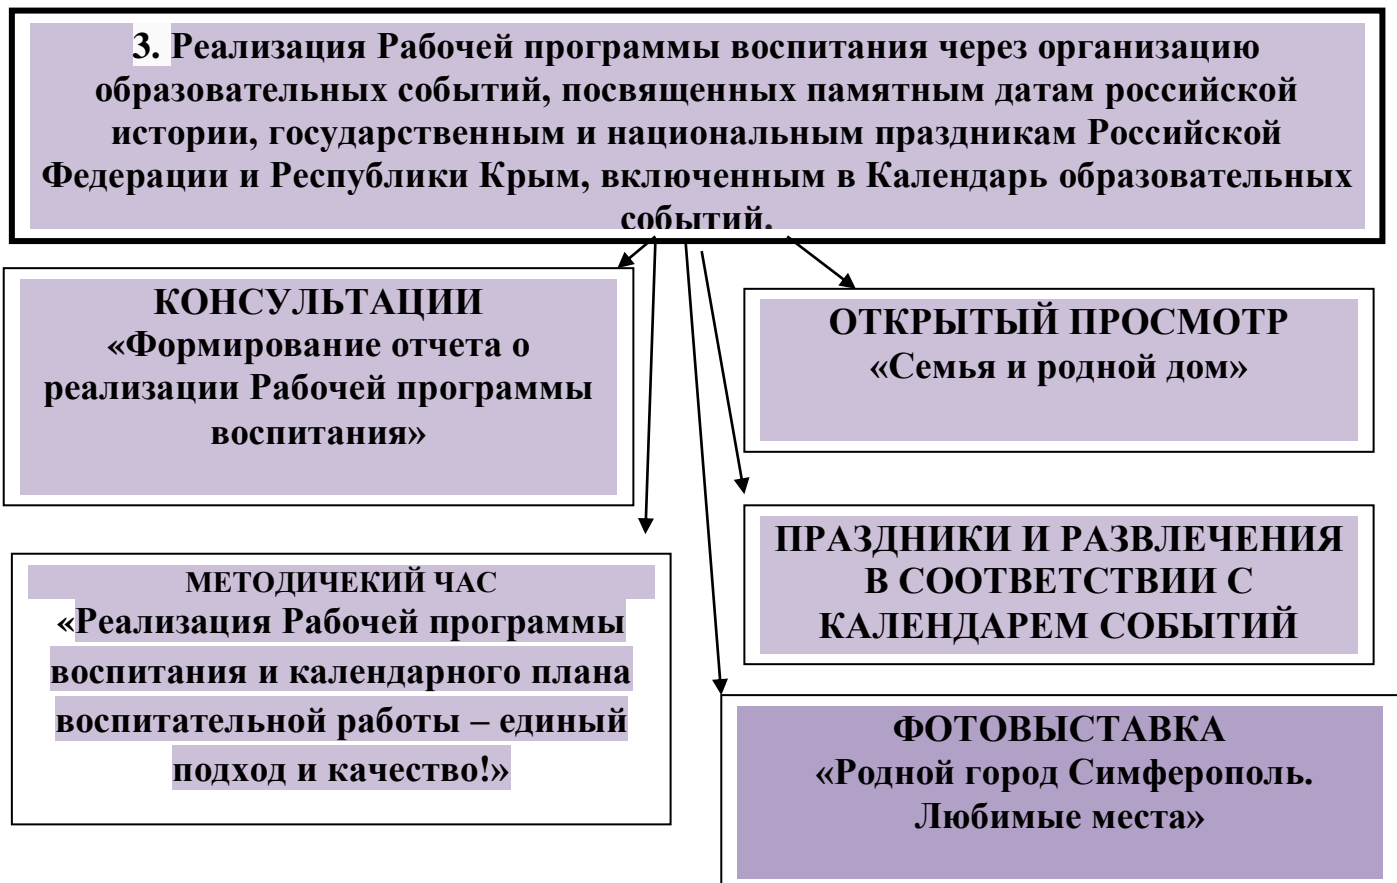 3. Реализация Рабочей программы воспитания через организацию
образовательных событий, посвященных памятным датам российской
истории, государственным и национальным праздникам Российской
Федерации и Республики Крым, включенным в Календарь образовательных
событий.
КОНСУЛЬТАЦИИ
«Формирование отчета о
реализации Рабочей программы
воспитания»
МЕТОДИЧЕКИЙ ЧАС
«Реализация Рабочей программы
воспитания и календарного плана
воспитательной работы – единый
подход и качество!»
ОТКРЫТЫЙ ПРОСМОТР
«Семья и родной дом»
ПРАЗДНИКИ И РАЗВЛЕЧЕНИЯ
В СООТВЕТСТВИИ С
КАЛЕНДАРЕМ СОБЫТИЙ
ФОТОВЫСТАВКА
«Родной город Симферополь.
Любимые места»